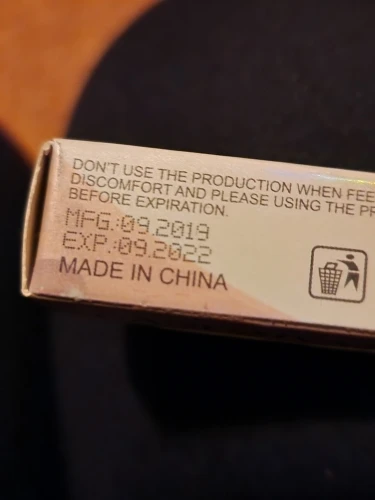 DON'T USE THE PRODUCTION WHEN FEE
DISCOMFORT AND PLEASE USING THE PR
BEFORE EXPIRATION.
MFG.:09.2019
EXP.:09.2022
MADE IN CHINA